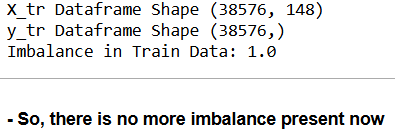 X_tr Dataframe Shape (38576, 148)
y_tr Dataframe Shape (38576,)
Imbalance in Train Data: 1.0
- So, there is no more imbalance present now